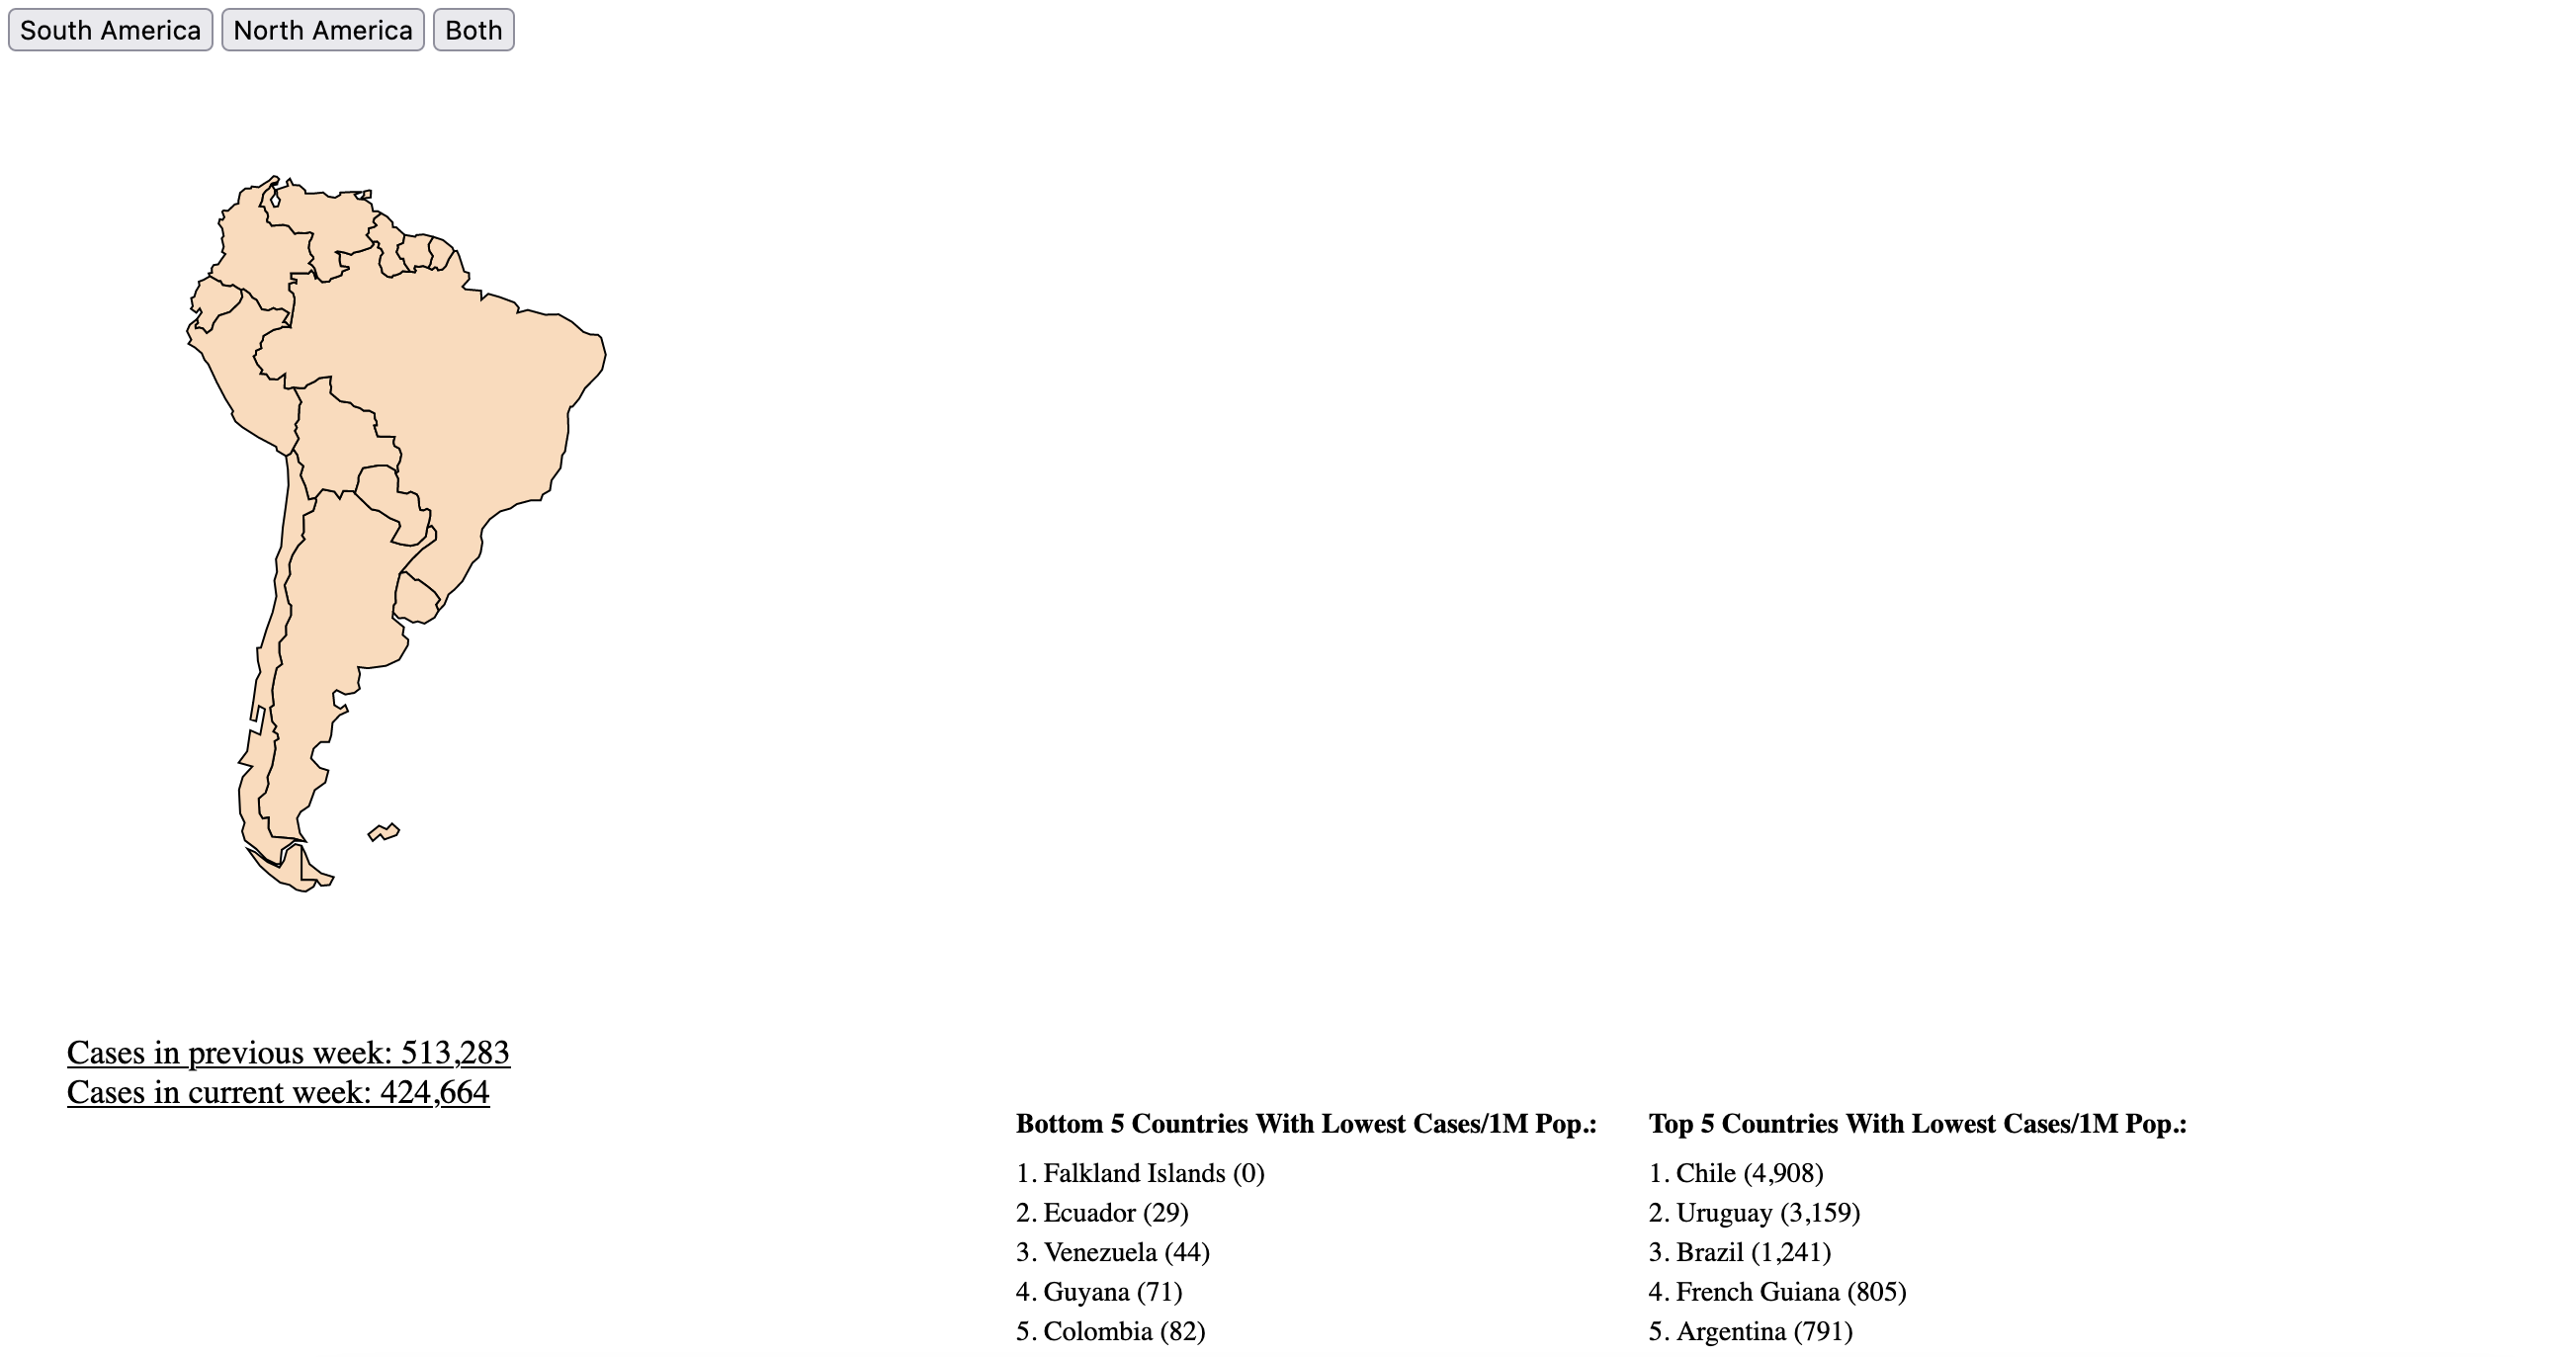 South America North America Both
Cases in previous week: 513,283
Cases in current week: 424,664
Bottom 5 Countries With Lowest Cases/1M Pop.:
1. Falkland Islands (0)
2. Ecuador (29)
3. Venezuela (44)
4. Guyana (71)
5. Colombia (82)
Top 5 Countries With Lowest Cases/1M Pop.:
1. Chile (4,908)
2. Uruguay (3,159)
3. Brazil (1,241)
4. French Guiana (805)
5. Argentina (791)